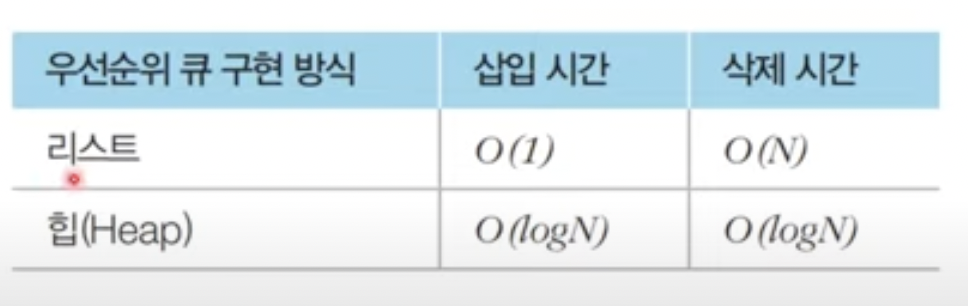 우선순위 큐 구현 방식 삽입 시간 삭제 시간
리스트 O(1) O(N)
힙(Heap) O(logN) O(logN)